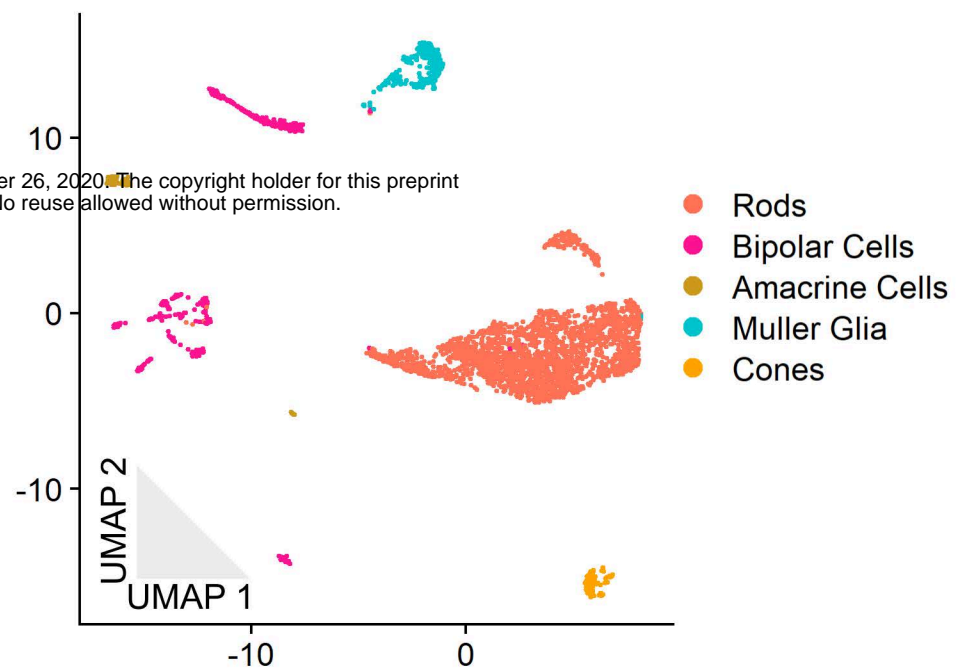 10
er 26, 2020. The copyright holder for this preprint
lo reuse allowed without permission.
Rods
Bipolar Cells
Amacrine Cells
Muller Glia
Cones
0
-10
UMAP 2
UMAP 1
-10
0